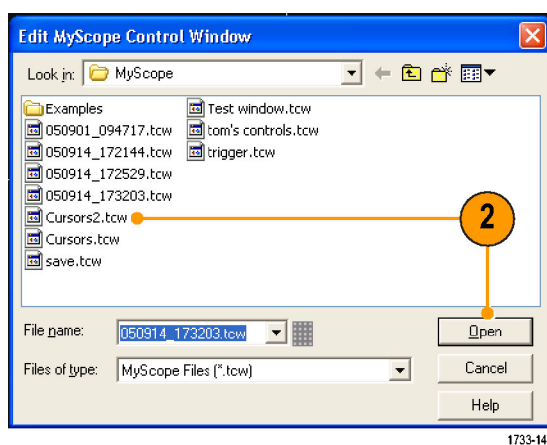 Edit MyScope Control Window
Look in: MyScope
Examples
050901_094717.tcw
050914_172144.tcw
050914_172529.tcw
050914_173203.tcw
Cursors2.tcw
Cursors.tcw
save.tcw
Test window.tcw
tom's controls.tcw
trigger.tcw
2
File name: 050914_173203.tcw Open
Files of type: MyScope Files (*.tcw) Cancel
Help
1733-14